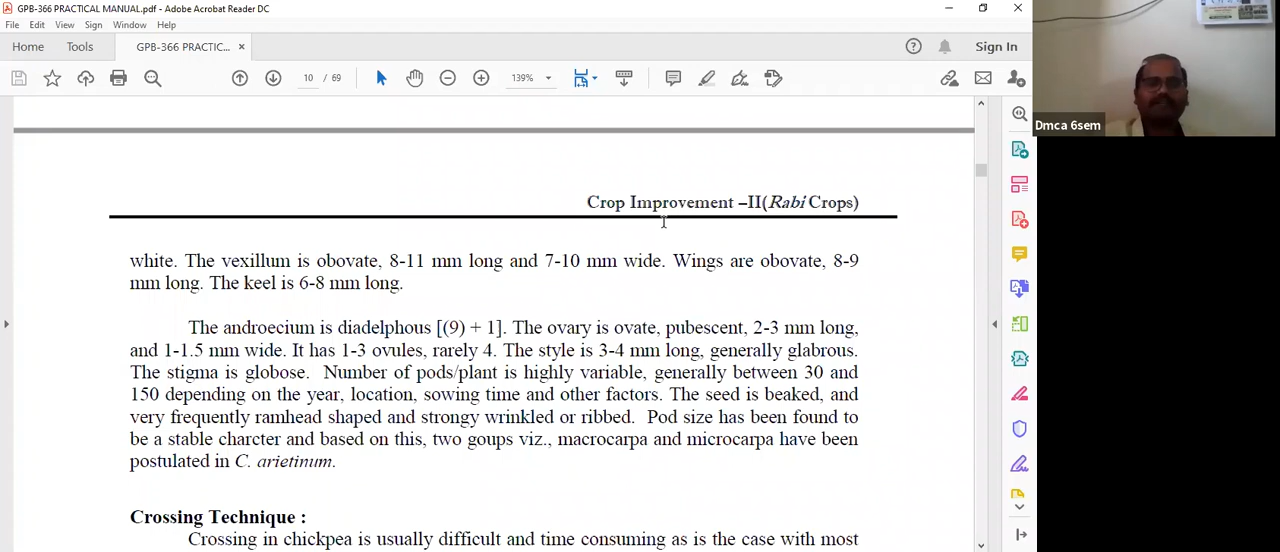 GPB-366 PRACTICAL MANUAL.pdf - Adobe Acrobat Reader DC
File Edit View Sign Window Help
Home Tools GPB-366 PRACTIC... × Sign In
10 / 69 139%
Dmca 6sem
Crop Improvement –II(Rabi Crops)
white. The vexillum is obovate, 8-11 mm long and 7-10 mm wide. Wings are obovate, 8-9
mm long. The keel is 6-8 mm long.
The androecium is diadelphous [(9) + 1]. The ovary is ovate, pubescent, 2-3 mm long,
and 1-1.5 mm wide. It has 1-3 ovules, rarely 4. The style is 3-4 mm long, generally glabrous.
The stigma is globose. Number of pods/plant is highly variable, generally between 30 and
150 depending on the year, location, sowing time and other factors. The seed is beaked, and
very frequently ramhead shaped and strongly wrinkled or ribbed. Pod size has been found to
be a stable charcter and based on this, two goups viz., macrocarpa and microcarpa have been
postulated in C. arietinum.
Crossing Technique :
Crossing in chickpea is usually difficult and time consuming as is the case with most